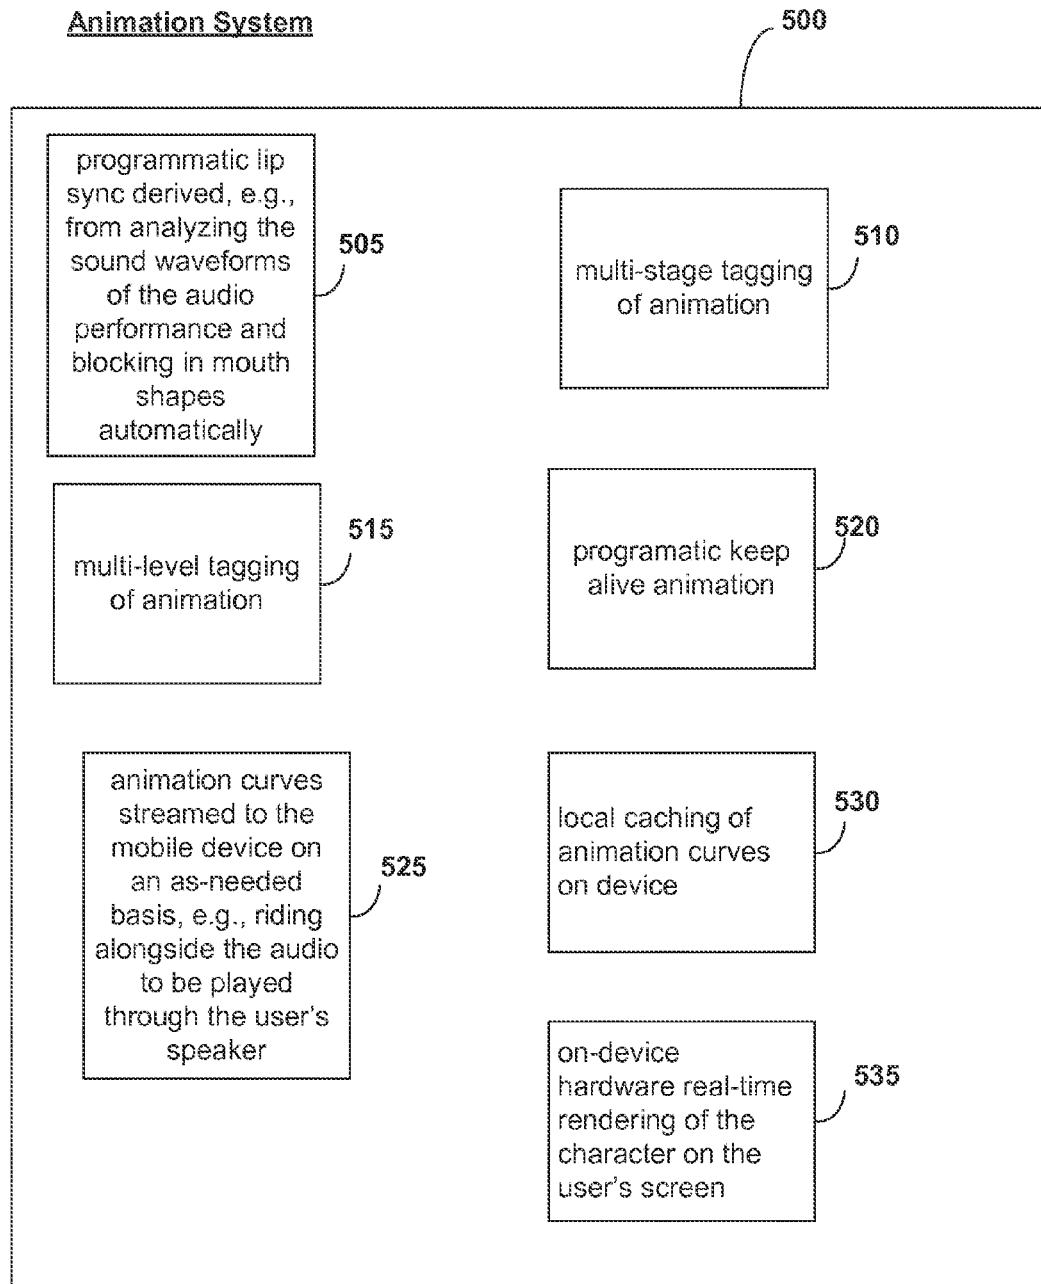 Animation System
500
programmatic lip
sync derived, e.g.,
from analyzing the
sound waveforms
of the audio
performance and
blocking in mouth
shapes
automatically
505
multi-stage tagging
of animation
510
multi-level tagging
of animation
515
programatic keep
alive animation
520
animation curves
streamed to the
mobile device on
an as-needed
basis, e.g., riding
alongside the audio
to be played
through the user's
speaker
525
local caching of
animation curves
on device
530
on-device
hardware real-time
rendering of the
character on the
user's screen
535